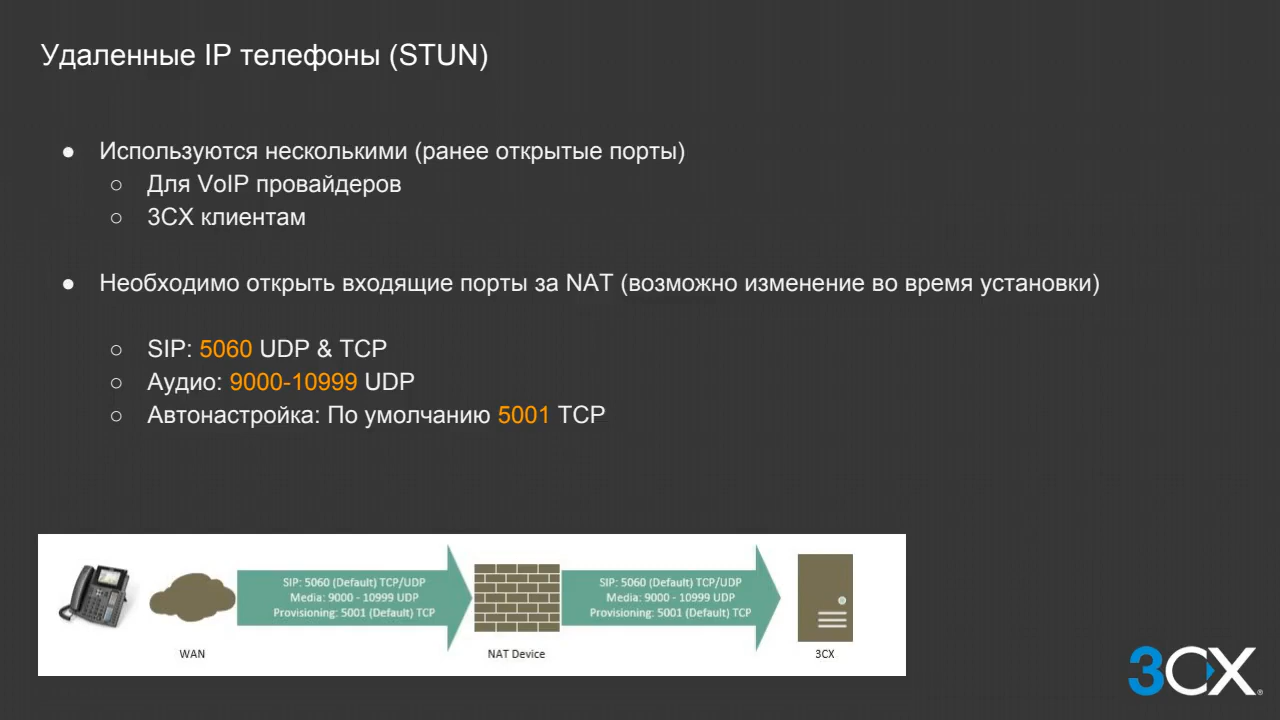 Удаленные IP телефоны (STUN)
● Используются несколькими (ранее открытые порты)
○ Для VoIP провайдеров
○ 3CX клиентам
● Необходимо открыть входящие порты за NAT (возможно изменение во время установки)
○ SIP: 5060 UDP & TCP
○ Аудио: 9000-10999 UDP
○ Автонастройка: По умолчанию 5001 TCP
SIP: 5060 (Default) TCP/UDP
Media: 9000 - 10999 UDP
Provisioning: 5001 (Default) TCP
SIP: 5060 (Default) TCP/UDP
Media: 9000 - 10999 UDP
Provisioning: 5001 (Default) TCP
WAN
NAT Device
3CX
3CX®